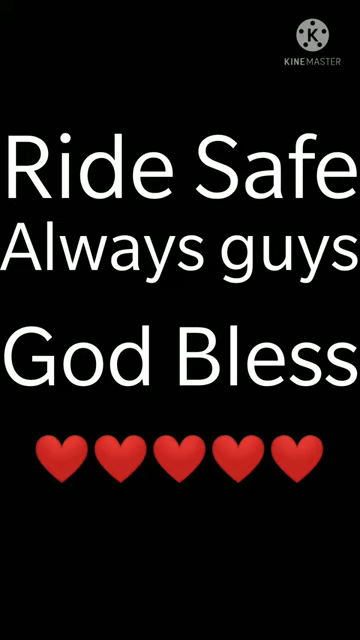 K
KINEMASTER
Ride Safe
Always guys
God Bless
❤️❤️❤️❤️❤️